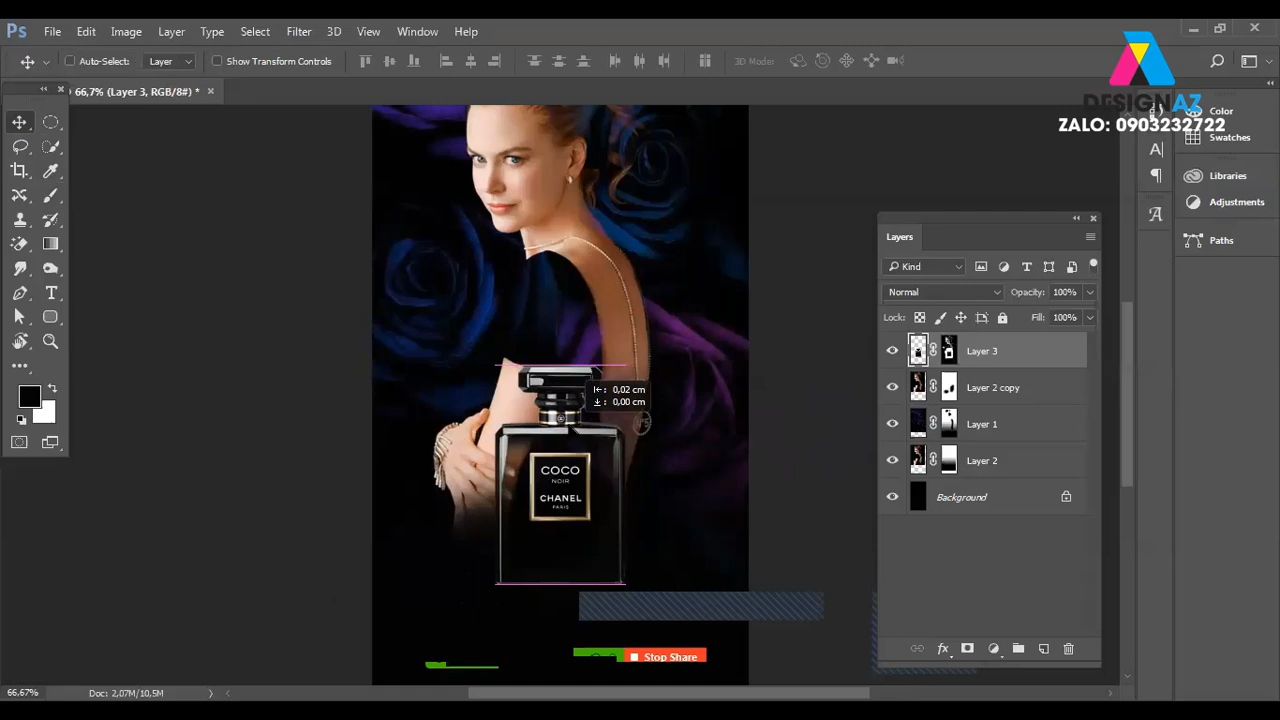 Ps File Edit Image Layer Type Select Filter 3D View Window Help
Auto-Select: Layer Show Transform Controls 3D Mode:
66,7% (Layer 3, RGB/8#) *
DESIGNAZ
ZALO: 0903232722
Color
Swatches
Libraries
Adjustments
Paths
Layers
Kind
Normal Opacity: 100%
Lock: Fill: 100%
Layer 3
Layer 2 copy
Layer 1
Layer 2
Background
0,02 cm
0,00 cm
COCO
NOIR
CHANEL
PARIS
Stop Share
66.67% Doc: 2,07M/10,5M